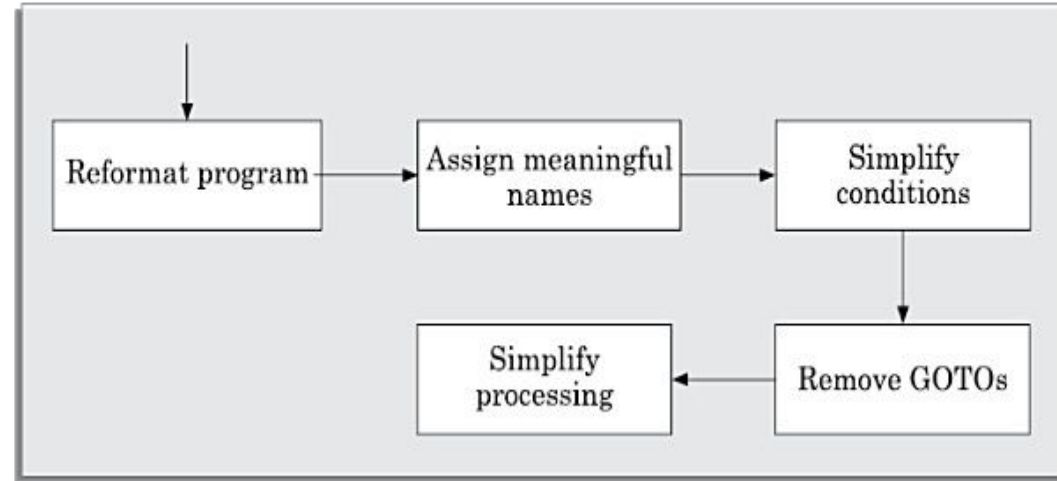 Reformat program
Assign meaningful
names
Simplify
conditions
Remove GOTOs
Simplify
processing